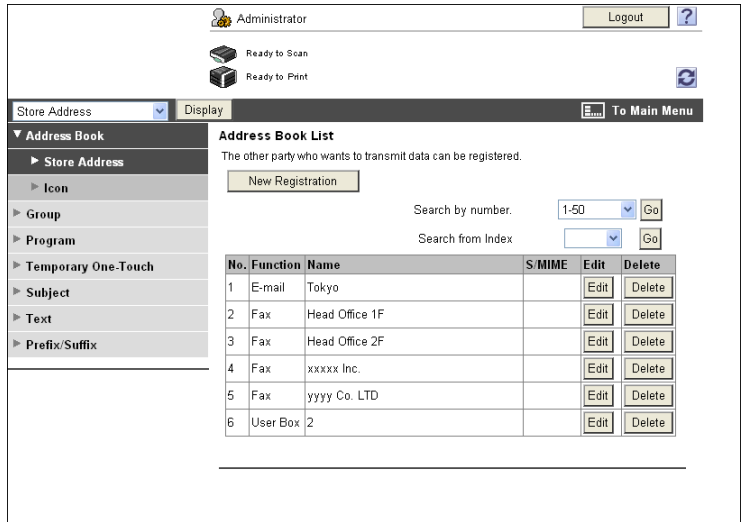 Administrator
Logout
?
Ready to Scan
Ready to Print
Store Address
Display
To Main Menu
Address Book
Store Address
Icon
Group
Program
Temporary One-Touch
Subject
Text
Prefix/Suffix
Address Book List
The other party who wants to transmit data can be registered.
New Registration
Search by number. 1-50 Go
Search from Index Go
No. Function Name S/MIME Edit Delete
1 E-mail Tokyo Edit Delete
2 Fax Head Office 1F Edit Delete
3 Fax Head Office 2F Edit Delete
4 Fax xxxxx Inc. Edit Delete
5 Fax yyyy Co. LTD Edit Delete
6 User Box 2 Edit Delete